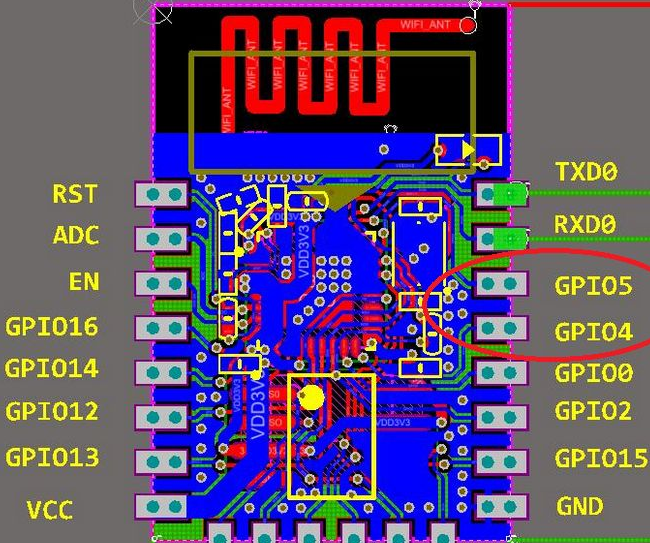 WIFI_ANT
WIFI_ANT
WIFI_ANT
WIFI_ANT
WIFI_ANT
WIFI_ANT
RST
ADC
EN
GPIO16
GPIO14
GPIO12
GPIO13
VCC
VDD3V3
VDD3V3
VDD3V3
VDD3V3
TXD0
RXD0
GPIO5
GPIO4
GPIO0
GPIO2
GPIO15
GND